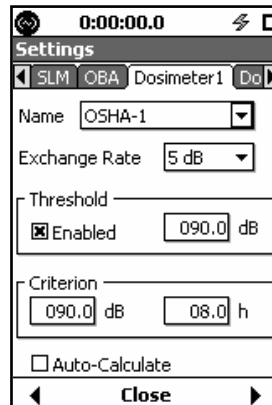 0:00:00.0
Settings
SLM OBA Dosimeter1 Do
Name OSHA-1
Exchange Rate 5 dB
Threshold
Enabled 090.0 dB
Criterion
090.0 dB 08.0 h
Auto-Calculate
Close